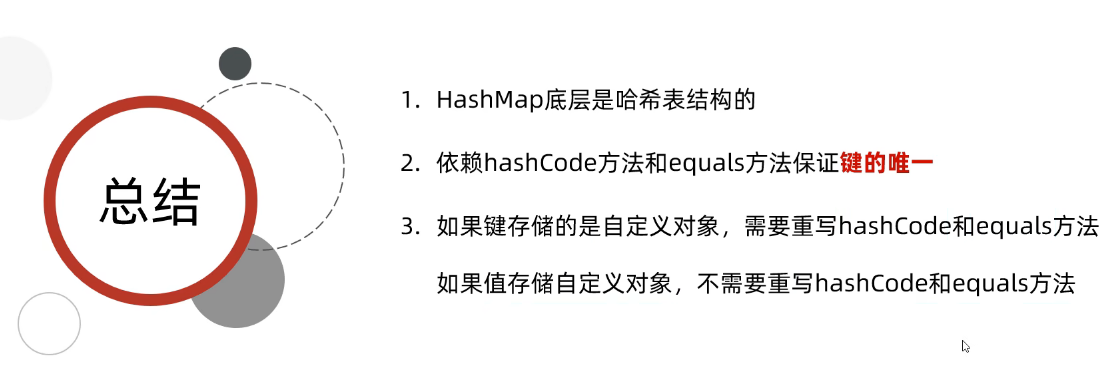 总结
1. HashMap底层是哈希表结构的
2. 依赖hashCode方法和equals方法保证键的唯一
3. 如果键存储的是自定义对象，需要重写hashCode和equals方法
如果值存储自定义对象，不需要重写hashCode和equals方法